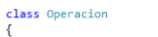 class Operacion
{